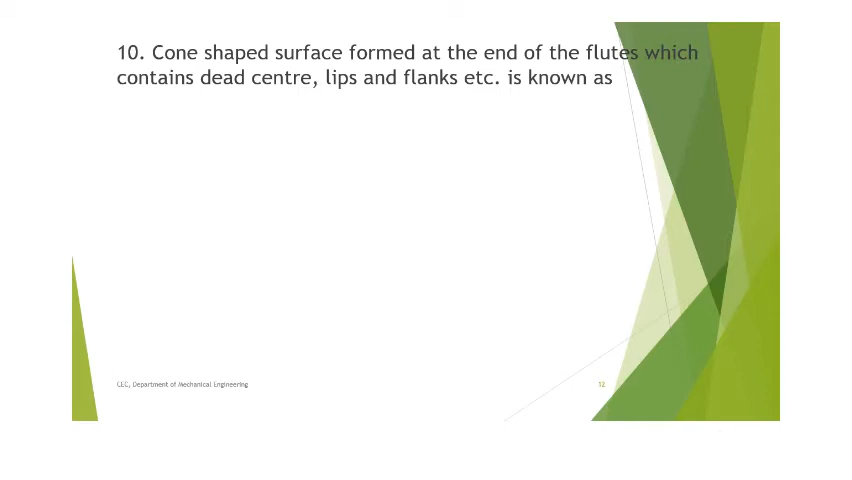 10. Cone shaped surface formed at the end of the flutes which
contains dead centre, lips and flanks etc. is known as
CEC, Department of Mechanical Engineering
12